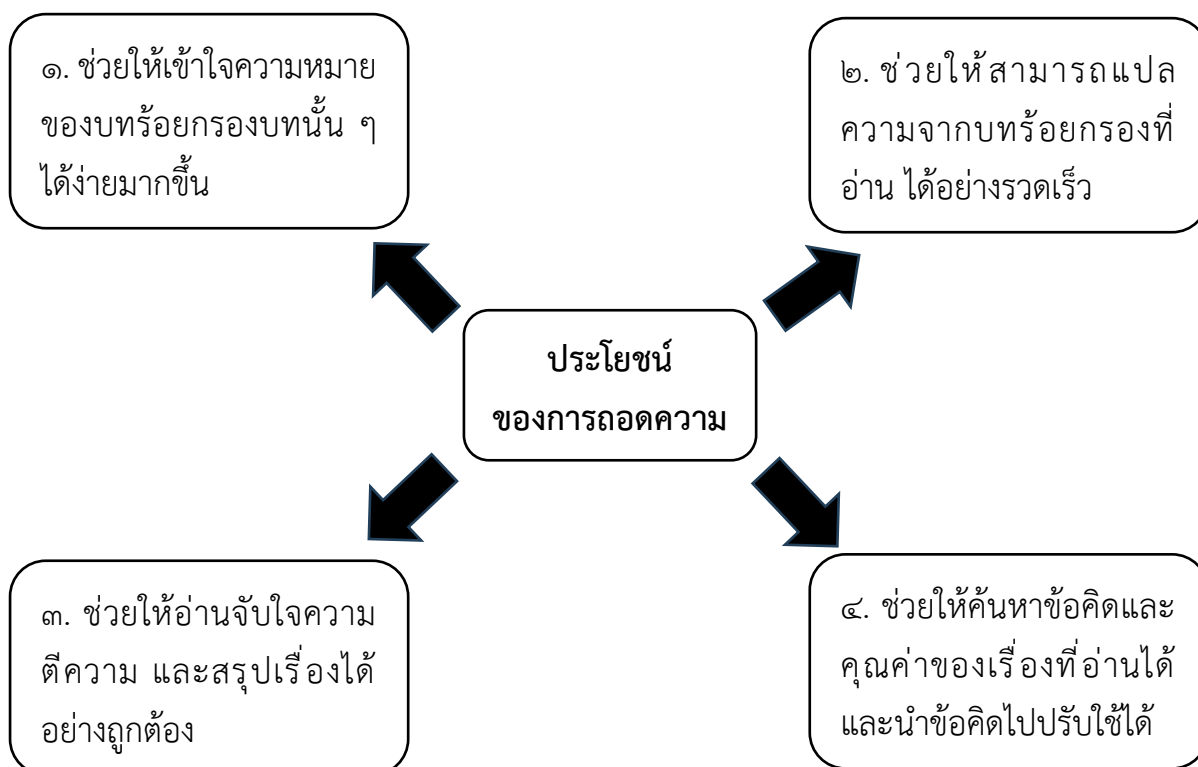 ๑. ช่วยให้เข้าใจความหมาย
ของบทร้อยกรองบทนั้น ๆ
ได้ง่ายมากขึ้น
๒. ช่วยให้สามารถแปล
ความจากบทร้อยกรองที่
อ่าน ได้อย่างรวดเร็ว
ประโยชน์
ของการถอดความ
๓. ช่วยให้อ่านจับใจความ
ตีความ และสรุปเรื่องได้
อย่างถูกต้อง
๔. ช่วยให้ค้นหาข้อคิดและ
คุณค่าของเรื่องที่อ่านได้
และนำข้อคิดไปปรับใช้ได้